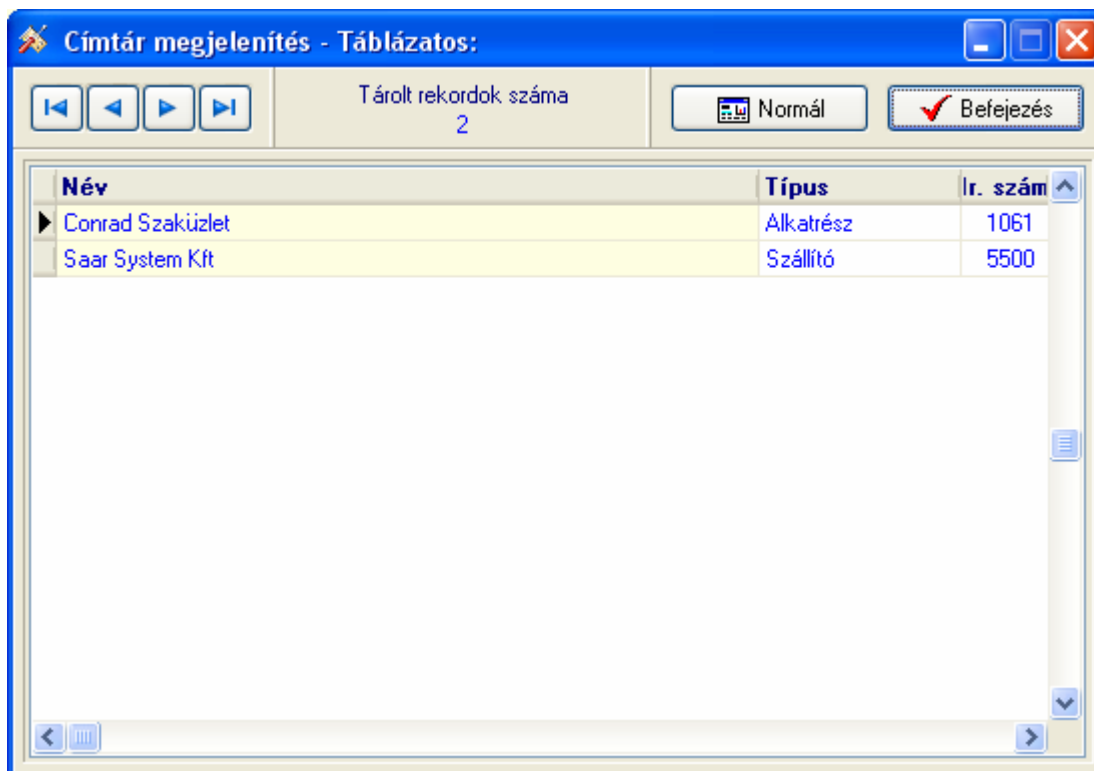 Címtár megjelenítés - Táblázatos:
Tárolt rekordok száma
2
Normál
Befejezés
Név Típus Ir. szám
Conrad Szaküzlet Alkatrész 1061
Saar System Kft Szállító 5500